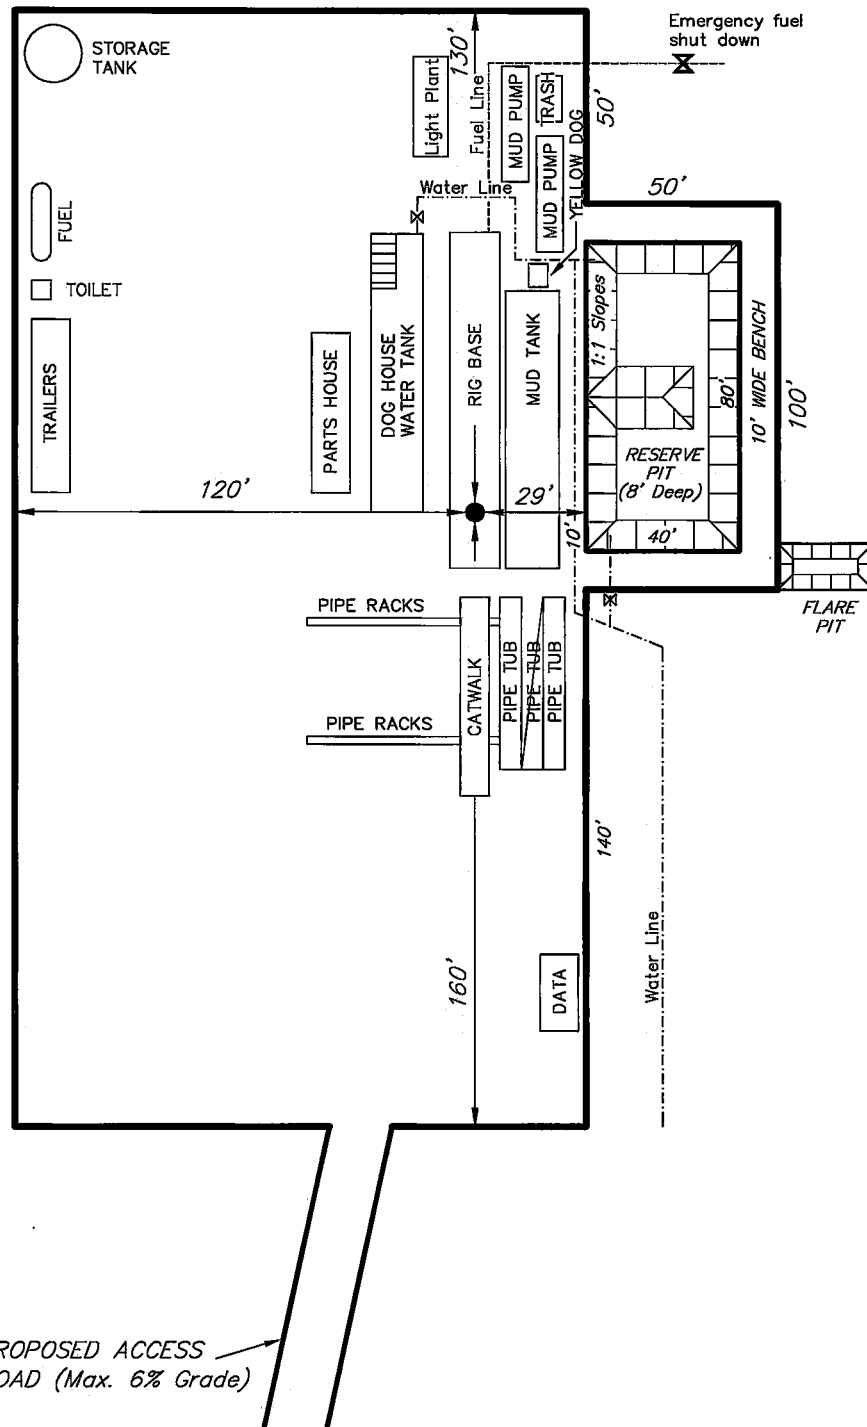 STORAGE
TANK
130'
Emergency fuel
shut down
Light Plant
Fuel Line
MUD PUMP
TRASH
50'
MUD PUMP
YELLOW DOG
Water Line
50'
FUEL
TOILET
TRAILERS
PARTS HOUSE
DOG HOUSE
WATER TANK
RIG BASE
MUD TANK
1:1 Slopes
80'
10' WIDE BENCH
100'
RESERVE
PIT
(8' Deep)
120'
29'
10'
40'
FLARE
PIT
PIPE RACKS
CATWALK
PIPE TUB
PIPE TUB
PIPE TUB
PIPE RACKS
140'
160'
DATA
Water Line
ROPOSED ACCESS
OAD (Max. 6% Grade)